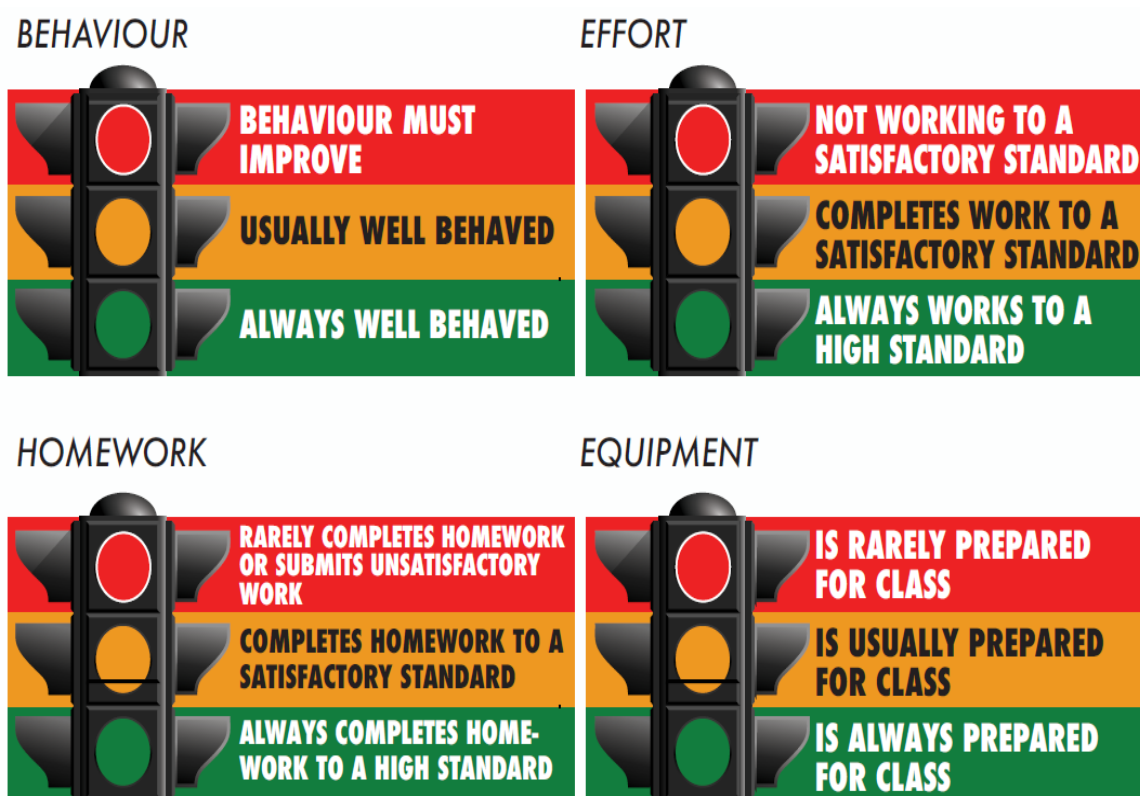 BEHAVIOUR
BEHAVIOUR MUST
IMPROVE
USUALLY WELL BEHAVED
ALWAYS WELL BEHAVED
EFFORT
NOT WORKING TO A
SATISFACTORY STANDARD
COMPLETES WORK TO A
SATISFACTORY STANDARD
ALWAYS WORKS TO A
HIGH STANDARD
HOMEWORK
RARELY COMPLETES HOMEWORK
OR SUBMITS UNSATISFACTORY
WORK
COMPLETES HOMEWORK TO A
SATISFACTORY STANDARD
ALWAYS COMPLETES HOME-
WORK TO A HIGH STANDARD
EQUIPMENT
IS RARELY PREPARED
FOR CLASS
IS USUALLY PREPARED
FOR CLASS
IS ALWAYS PREPARED
FOR CLASS